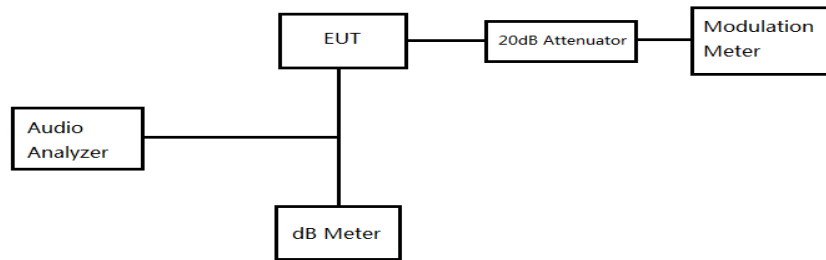 EUT
20dB Attenuator
Modulation
Meter
Audio
Analyzer
dB Meter